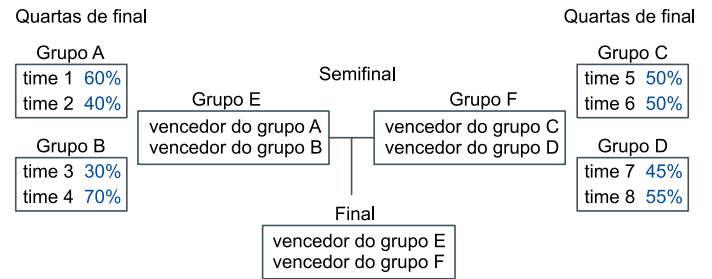 Quartas de final
Grupo A
time 1 60%
time 2 40%
Grupo B
time 3 30%
time 4 70%
Semifinal
Grupo E
vencedor do grupo A
vencedor do grupo B
Grupo F
vencedor do grupo C
vencedor do grupo D
Final
vencedor do grupo E
vencedor do grupo F
Quartas de final
Grupo C
time 5 50%
time 6 50%
Grupo D
time 7 45%
time 8 55%